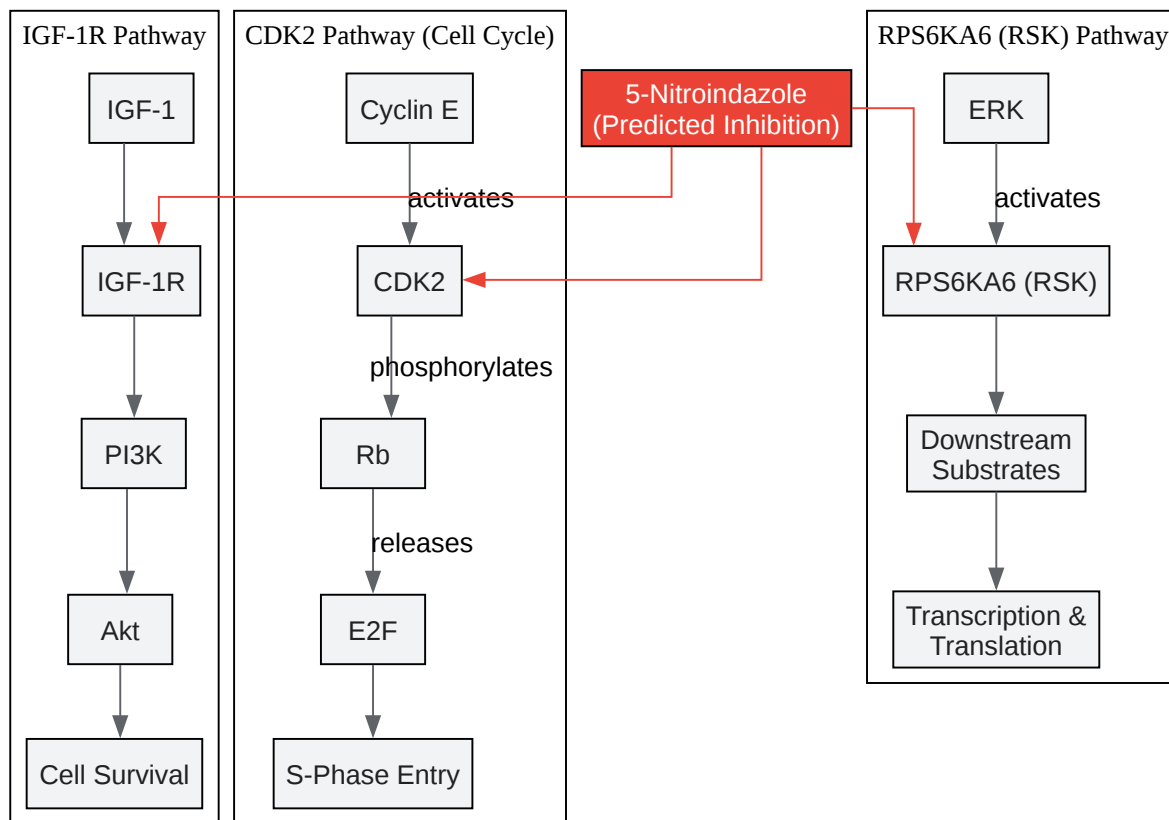 IGF-1R Pathway
IGF-1
IGF-1R
PI3K
Akt
Cell Survival
CDK2 Pathway (Cell Cycle)
Cyclin E
activates
CDK2
phosphorylates
Rb
releases
E2F
S-Phase Entry
5-Nitroindazole
(Predicted Inhibition)
RPS6KA6 (RSK) Pathway
ERK
activates
RPS6KA6 (RSK)
Downstream
Substrates
Transcription &
Translation